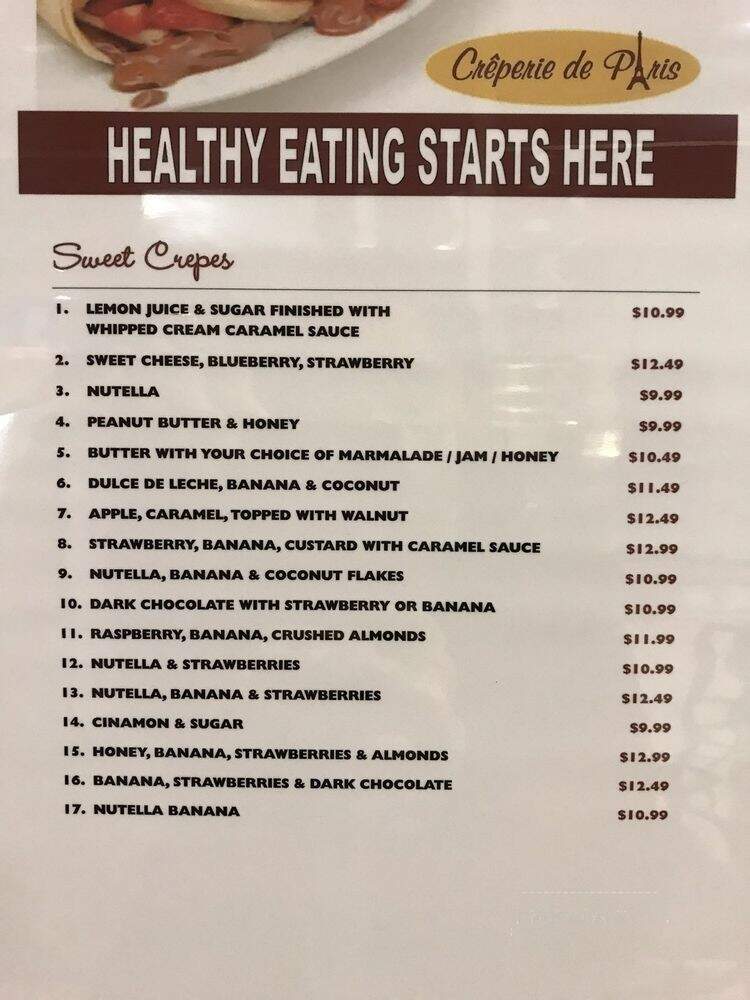 Crêperie de Paris
HEALTHY EATING STARTS HERE
Sweet Crepes
1. LEMON JUICE & SUGAR FINISHED WITH $10.99
WHIPPED CREAM CARAMEL SAUCE
2. SWEET CHEESE, BLUEBERRY, STRAWBERRY $12.49
3. NUTELLA $9.99
4. PEANUT BUTTER & HONEY $9.99
5. BUTTER WITH YOUR CHOICE OF MARMALADE / JAM / HONEY $10.49
6. DULCE DE LECHE, BANANA & COCONUT $11.49
7. APPLE, CARAMEL, TOPPED WITH WALNUT $12.49
8. STRAWBERRY, BANANA, CUSTARD WITH CARAMEL SAUCE $12.99
9. NUTELLA, BANANA & COCONUT FLAKES $10.99
10. DARK CHOCOLATE WITH STRAWBERRY OR BANANA $10.99
11. RASPBERRY, BANANA, CRUSHED ALMONDS $11.99
12. NUTELLA & STRAWBERRIES $10.99
13. NUTELLA, BANANA & STRAWBERRIES $12.49
14. CINAMON & SUGAR $9.99
15. HONEY, BANANA, STRAWBERRIES & ALMONDS $12.99
16. BANANA, STRAWBERRIES & DARK CHOCOLATE $12.49
17. NUTELLA BANANA $10.99